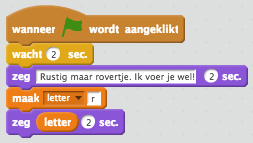 wanneer wordt aangeklikt
wacht 2 sec.
zeg Rustig maar rovertje. Ik voer je wel! 2 sec.
maak letter r
zeg letter 2 sec.